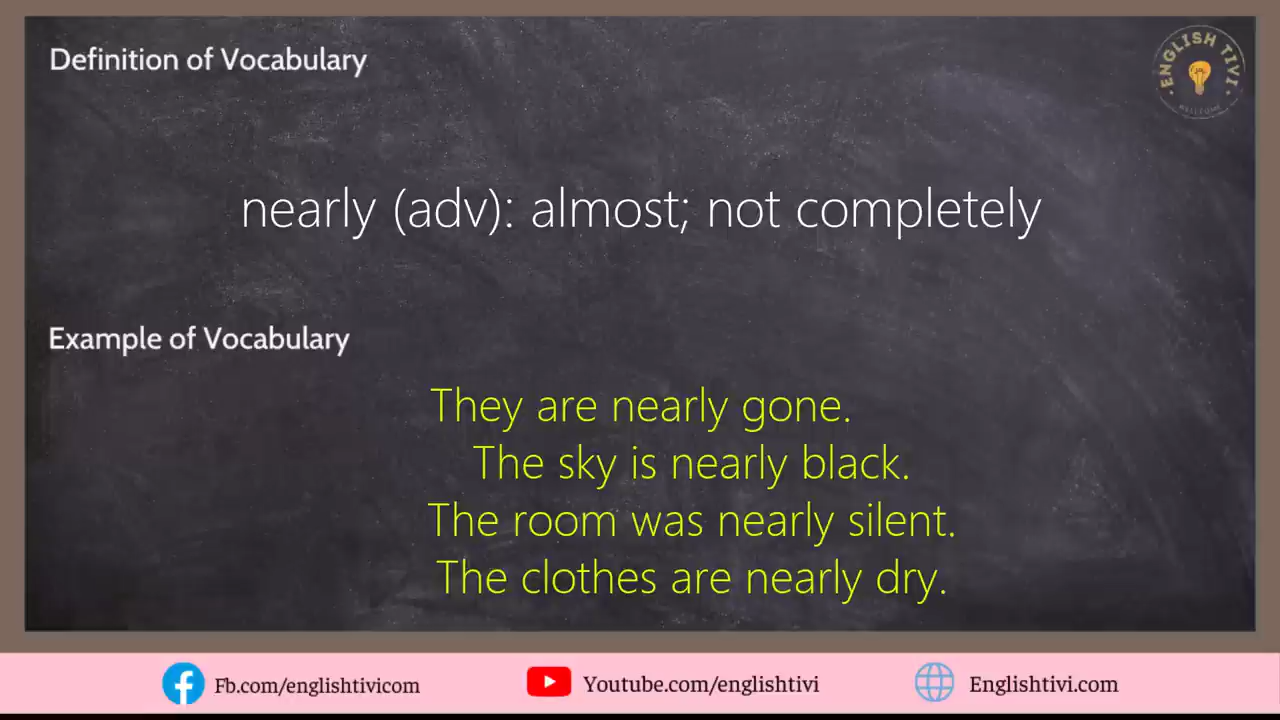 Definition of Vocabulary
ENGLISH TIVI
WELLCOME
nearly (adv): almost; not completely
Example of Vocabulary
They are nearly gone.
The sky is nearly black.
The room was nearly silent.
The clothes are nearly dry.
Fb.com/englishtivicom
Youtube.com/englishtivi
Englishtivi.com